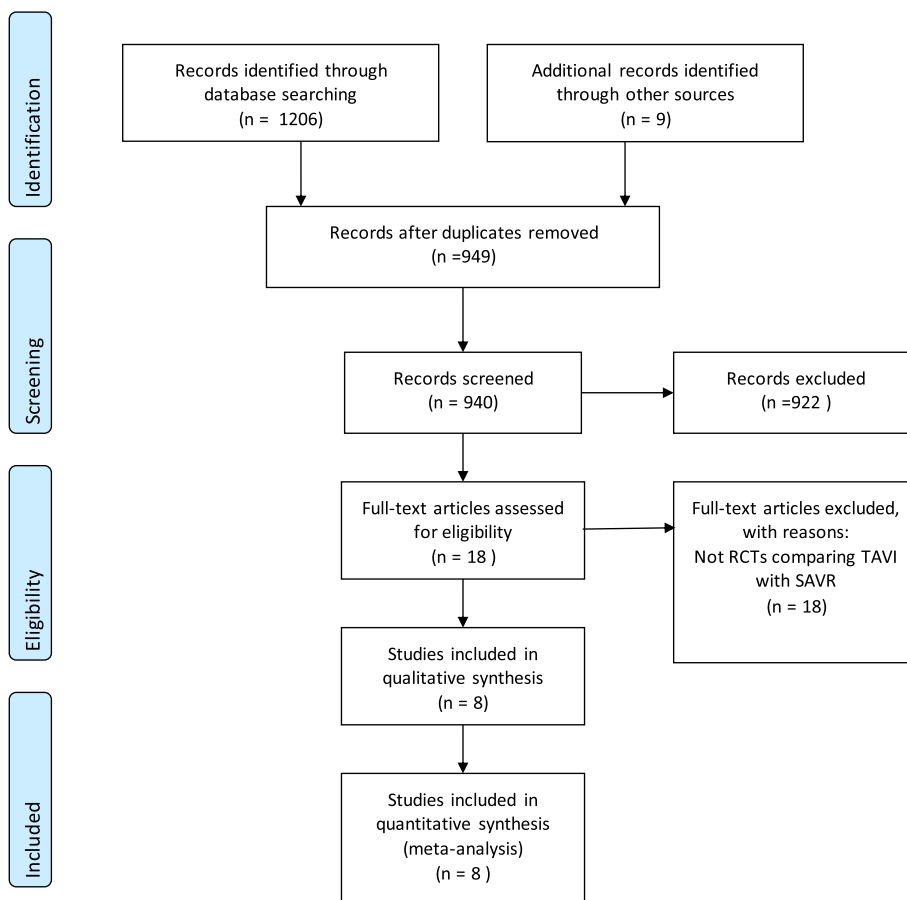 Identification
Records identified through
database searching
(n =  1206)
Additional records identified
through other sources
(n = 9)
Records after duplicates removed
(n =949)
Screening
Records screened
(n = 940)
Records excluded
(n =922 )
Eligibility
Full-text articles assessed
for eligibility
(n = 18 )
Full-text articles excluded,
with reasons:
Not RCTs comparing TAVI
with SAVR
(n = 18)
Studies included in
qualitative synthesis
(n = 8)
Included
Studies included in
quantitative synthesis
(meta-analysis)
(n = 8 )